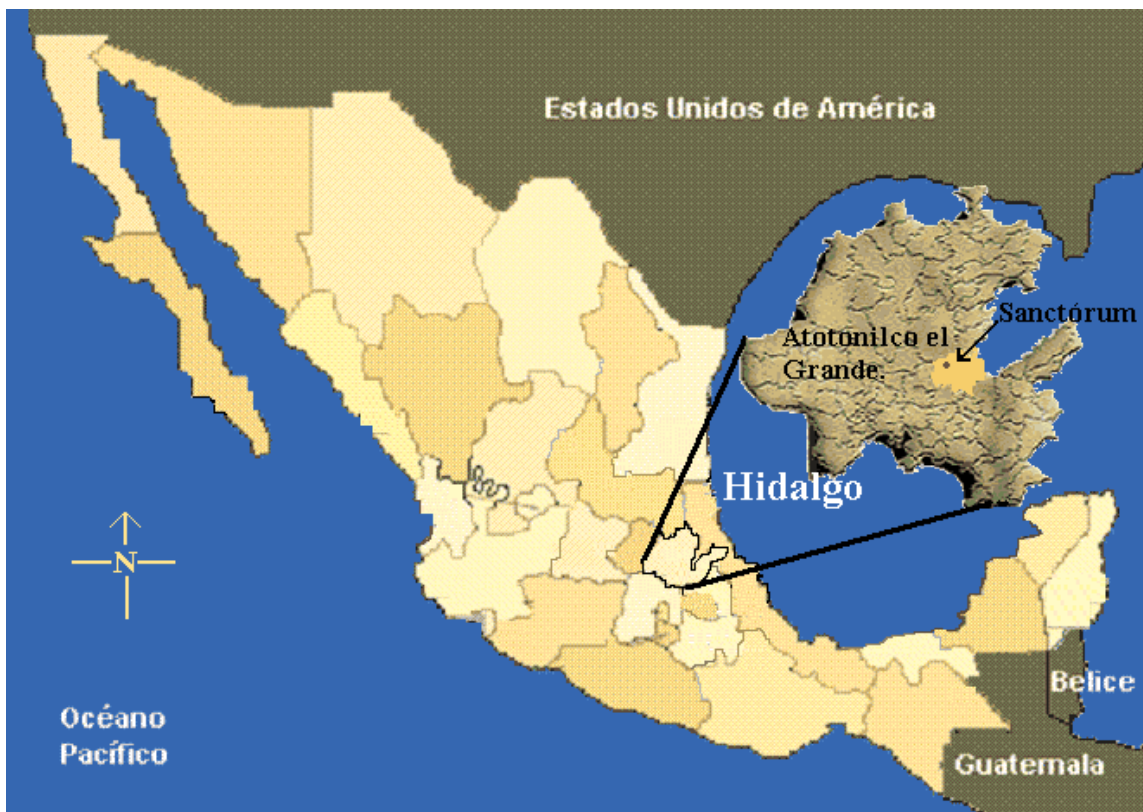 Estados Unidos de América
Sanctórum
Atotonilco el
Grande.
Hidalgo
N
Belice
Océano
Pacífico
Guatemala